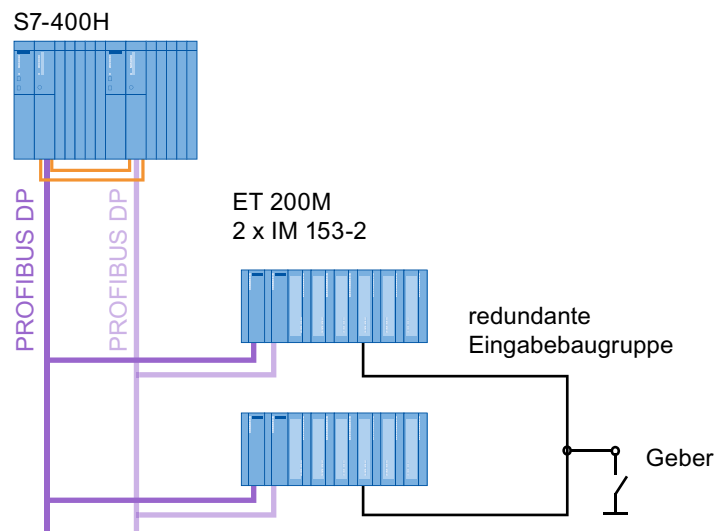 S7-400H
PROFIBUS DP
PROFIBUS DP
ET 200M
2 x IM 153-2
redundante
Eingabebaugruppe
Geber